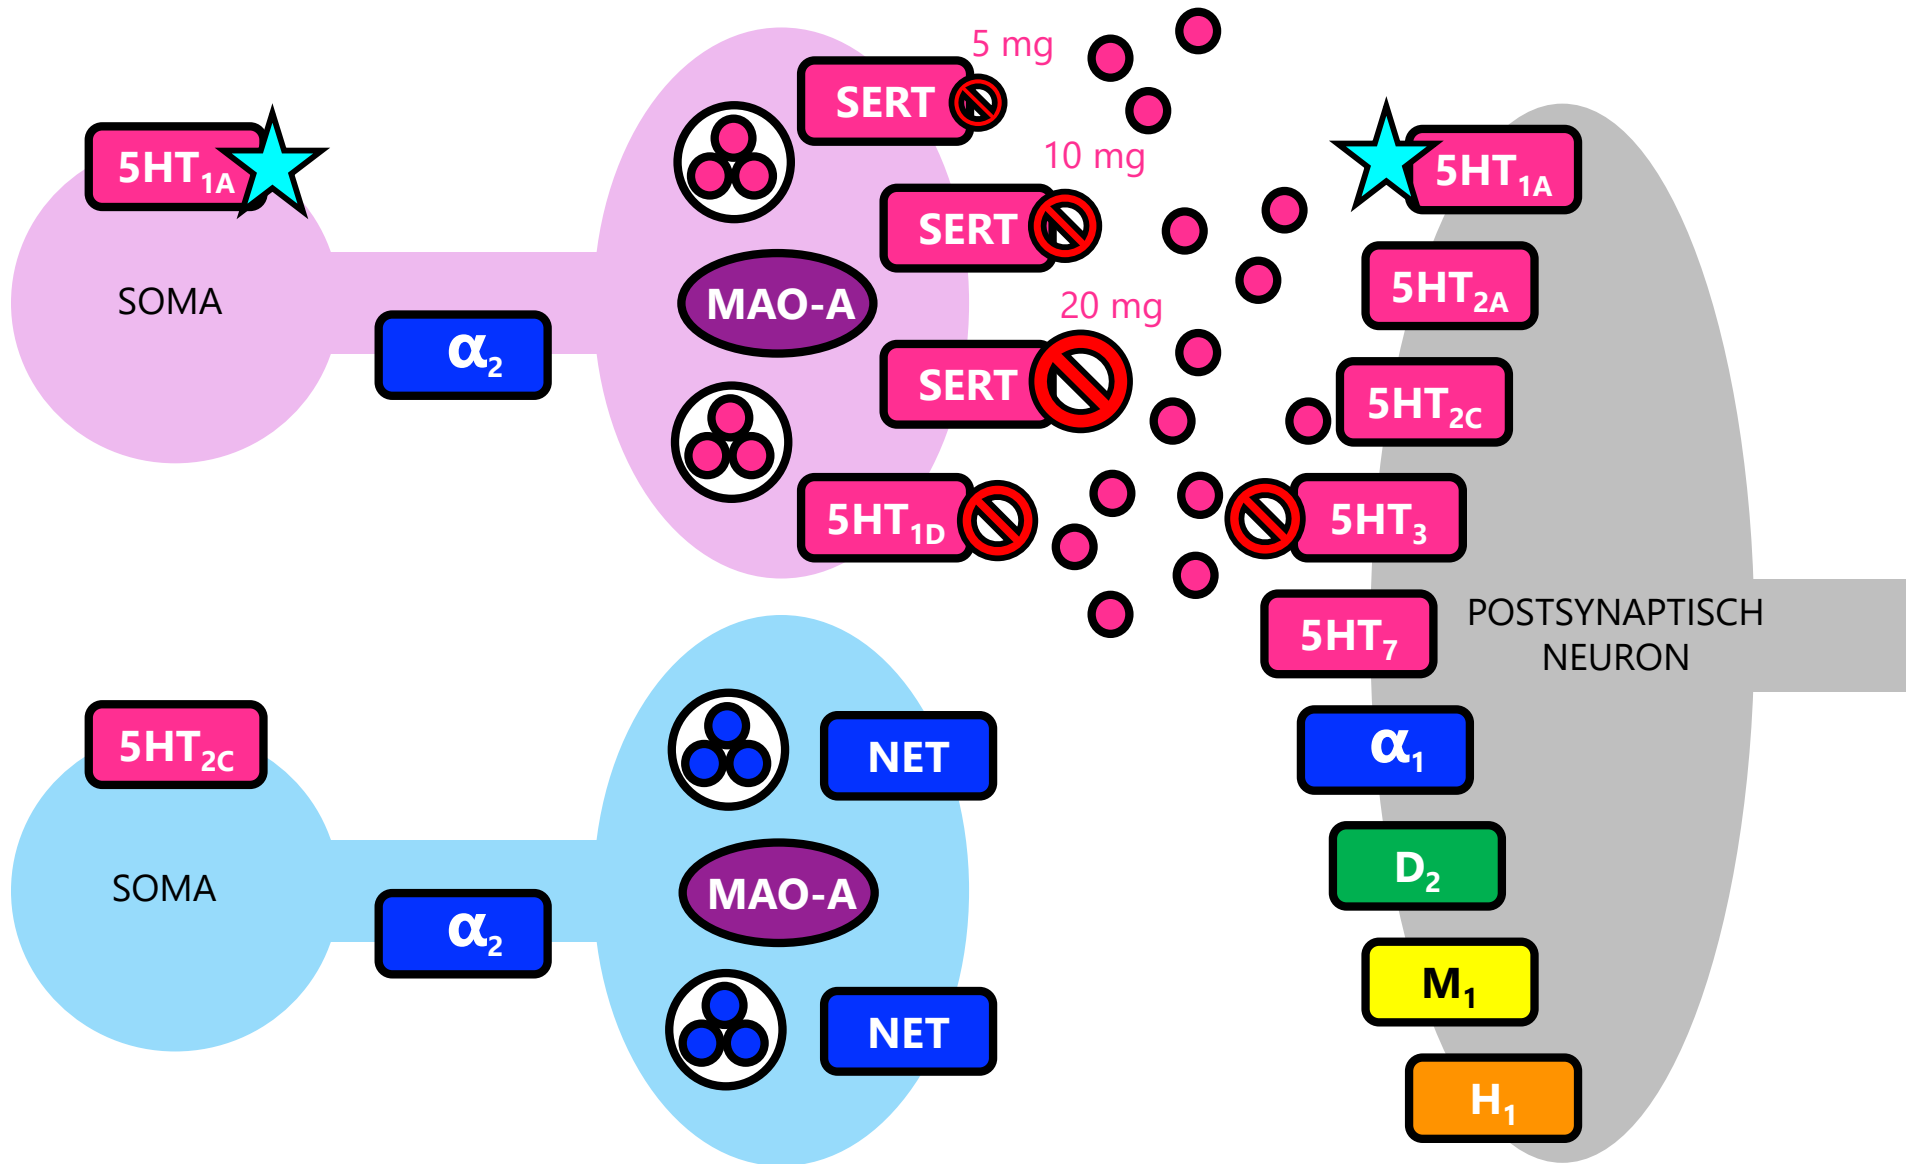 5 mg
SERT
5HT1A
10 mg
5HT1A
SERT
5HT2A
SOMA
MAO-A
20 mg
α2
SERT
5HT2C
5HT1D
5HT3
5HT7
POSTSYNAPTISCH
NEURON
5HT2C
NET
α1
SOMA
MAO-A
D2
α2
M1
NET
H1